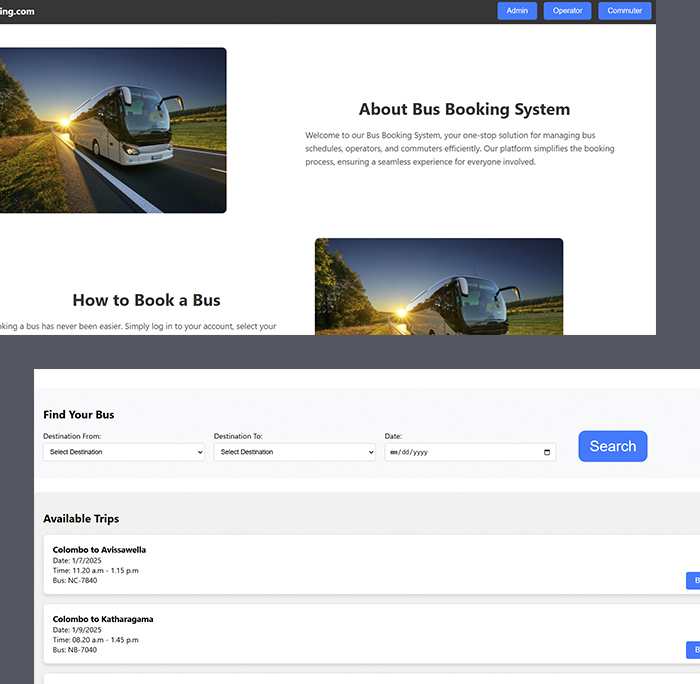 ing.com
Admin
Operator
Commuter
About Bus Booking System
Welcome to our Bus Booking System, your one-stop solution for managing bus
schedules, operators, and commuters efficiently. Our platform simplifies the booking
process, ensuring a seamless experience for everyone involved.
How to Book a Bus
king a bus has never been easier. Simply log in to your account, select your
Find Your Bus
Destination From:
Destination To:
Date:
Select Destination
Select Destination
mm/dd/yyyy
Search
Available Trips
Colombo to Avissawella
Date: 1/7/2025
Time: 11.20 a.m - 1.15 p.m
Bus: NC-7840
B
Colombo to Katharagama
Date: 1/9/2025
Time: 08.20 a.m - 1.45 p.m
Bus: NB-7040
B